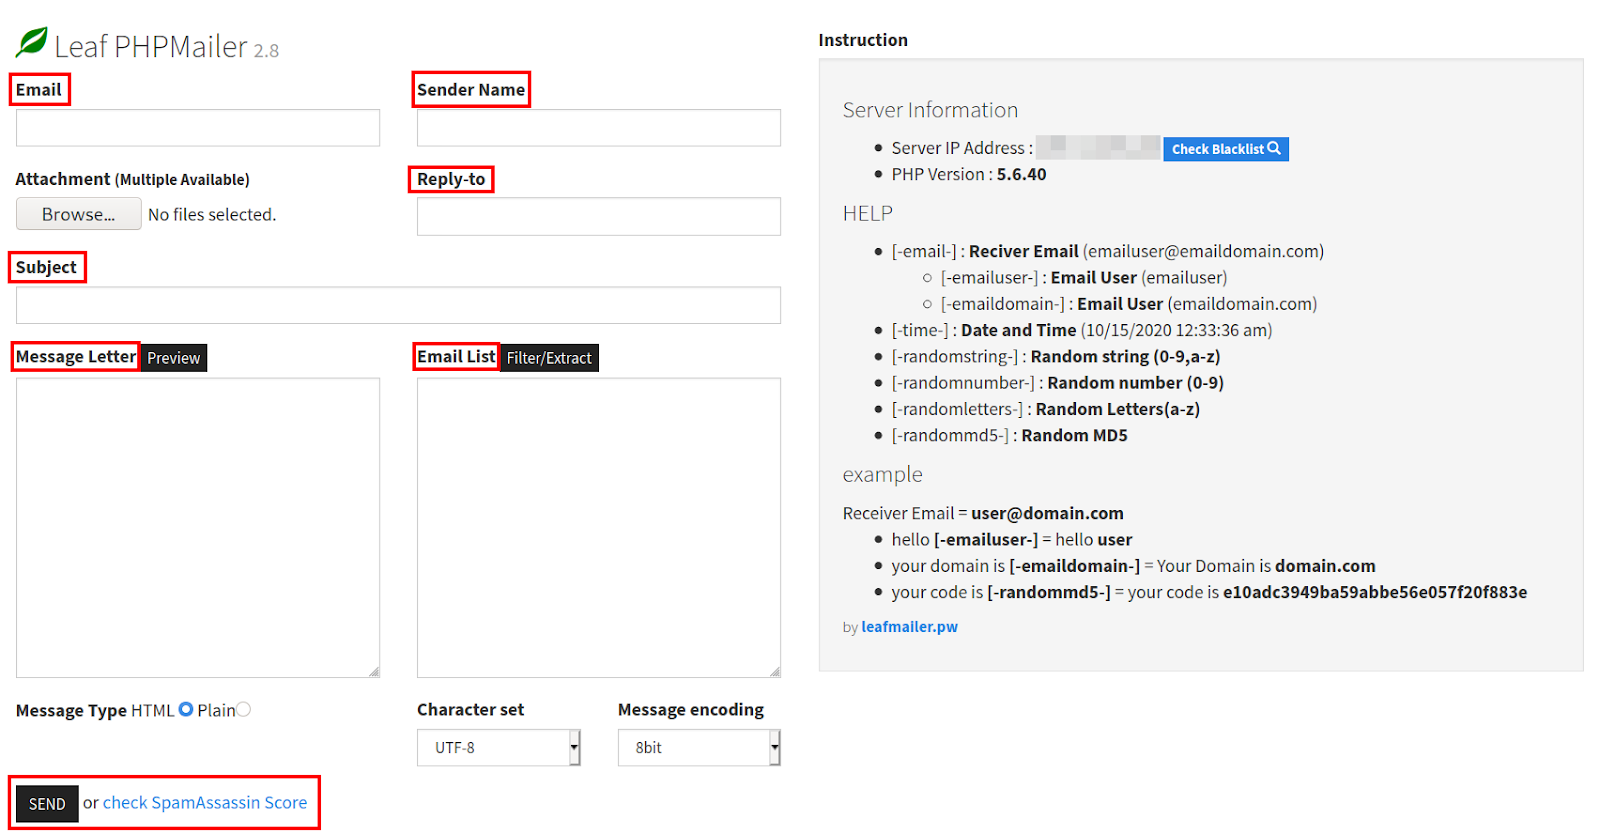 Leaf PHPMailer 2.8
Email
Sender Name
Attachment (Multiple Available)
Reply-to
Browse... No files selected.
Subject
Message Letter Preview
Email List Filter/Extract
Message Type HTML Plain
Character set
Message encoding
UTF-8
8bit
SEND or check SpamAssassin Score
Instruction
Server Information
Server IP Address : Check Blacklist
PHP Version : 5.6.40
HELP
[-email-] : Reciver Email (emailuser@emaildomain.com)
[-emailuser-] : Email User (emailuser)
[-emaildomain-] : Email User (emaildomain.com)
[-time-] : Date and Time (10/15/2020 12:33:36 am)
[-randomstring-] : Random string (0-9,a-z)
[-randomnumber-] : Random number (0-9)
[-randomletters-] : Random Letters(a-z)
[-randommd5-] : Random MD5
example
Receiver Email = user@domain.com
hello [-emailuser-] = hello user
your domain is [-emaildomain-] = Your Domain is domain.com
your code is [-randommd5-] = your code is e10adc3949ba59abbe56e057f20f883e
by leafmailer.pw